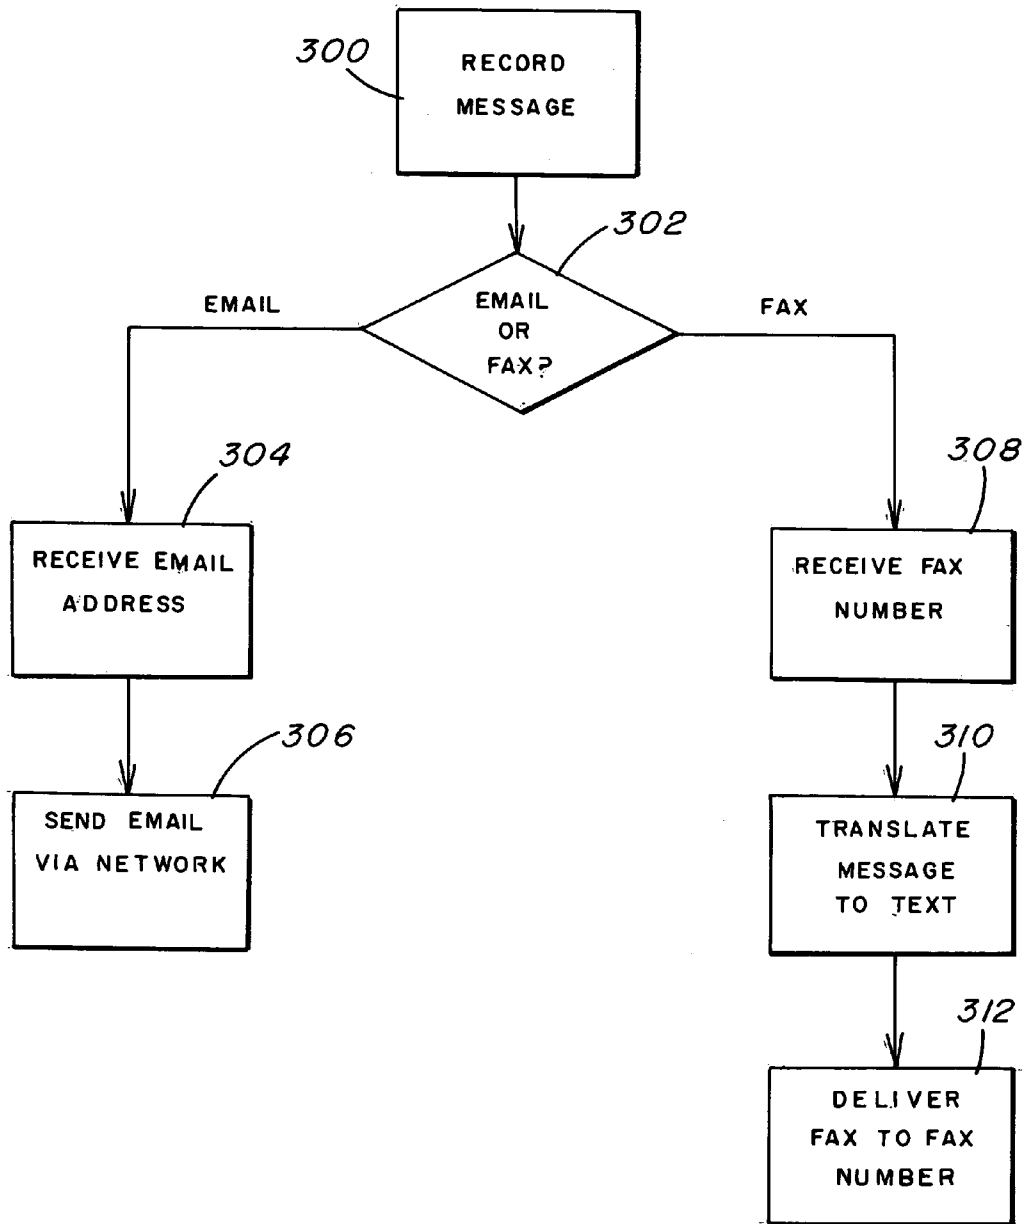 300
RECORD
MESSAGE
302
EMAIL
OR
FAX?
EMAIL
FAX
304
RECEIVE EMAIL
ADDRESS
306
SEND EMAIL
VIA NETWORK
308
RECEIVE FAX
NUMBER
310
TRANSLATE
MESSAGE
TO TEXT
312
DELIVER
FAX TO FAX
NUMBER